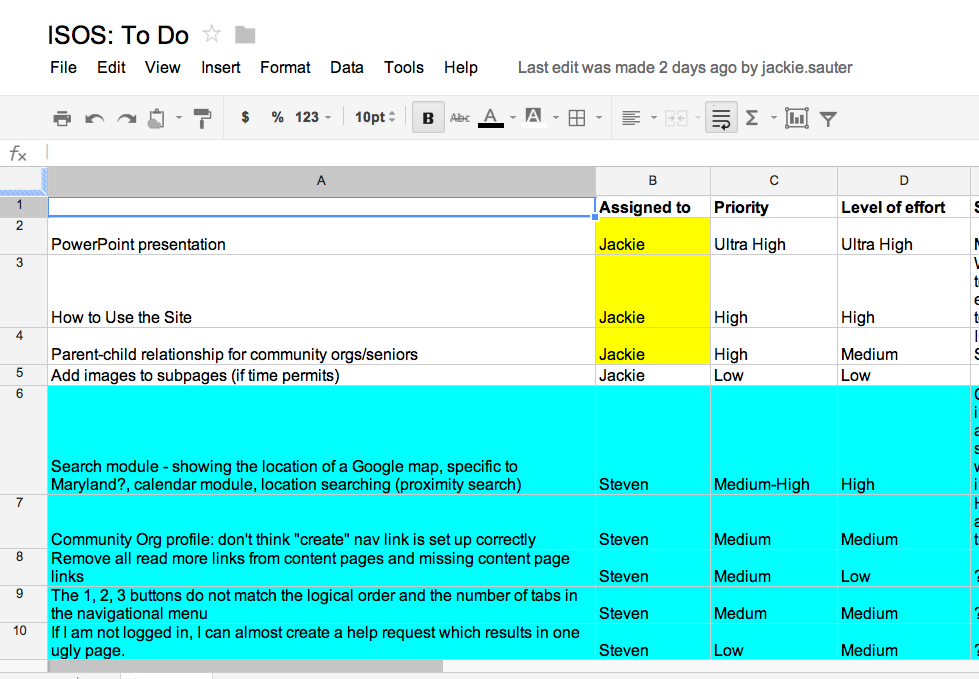 ISOS: To Do
File Edit View Insert Format Data Tools Help Last edit was made 2 days ago by jackie.sauter
$ % 123 10pt B Abc A A Σ
fx
A B C D
1 Assigned to Priority Level of effort S
2 PowerPoint presentation Jackie Ultra High Ultra High
3 How to Use the Site Jackie High High
4 Parent-child relationship for community orgs/seniors Jackie High Medium
5 Add images to subpages (if time permits) Jackie Low Low
6 Search module - showing the location of a Google map, specific to
Maryland?, calendar module, location searching (proximity search) Steven Medium-High High
7 Community Org profile: don't think "create" nav link is set up correctly Steven Medium Medium
8 Remove all read more links from content pages and missing content page
links Steven Medium Low
9 The 1, 2, 3 buttons do not match the logical order and the number of tabs in
the navigational menu Steven Medum Medium
10 If I am not logged in, I can almost create a help request which results in one
ugly page. Steven Low Medium